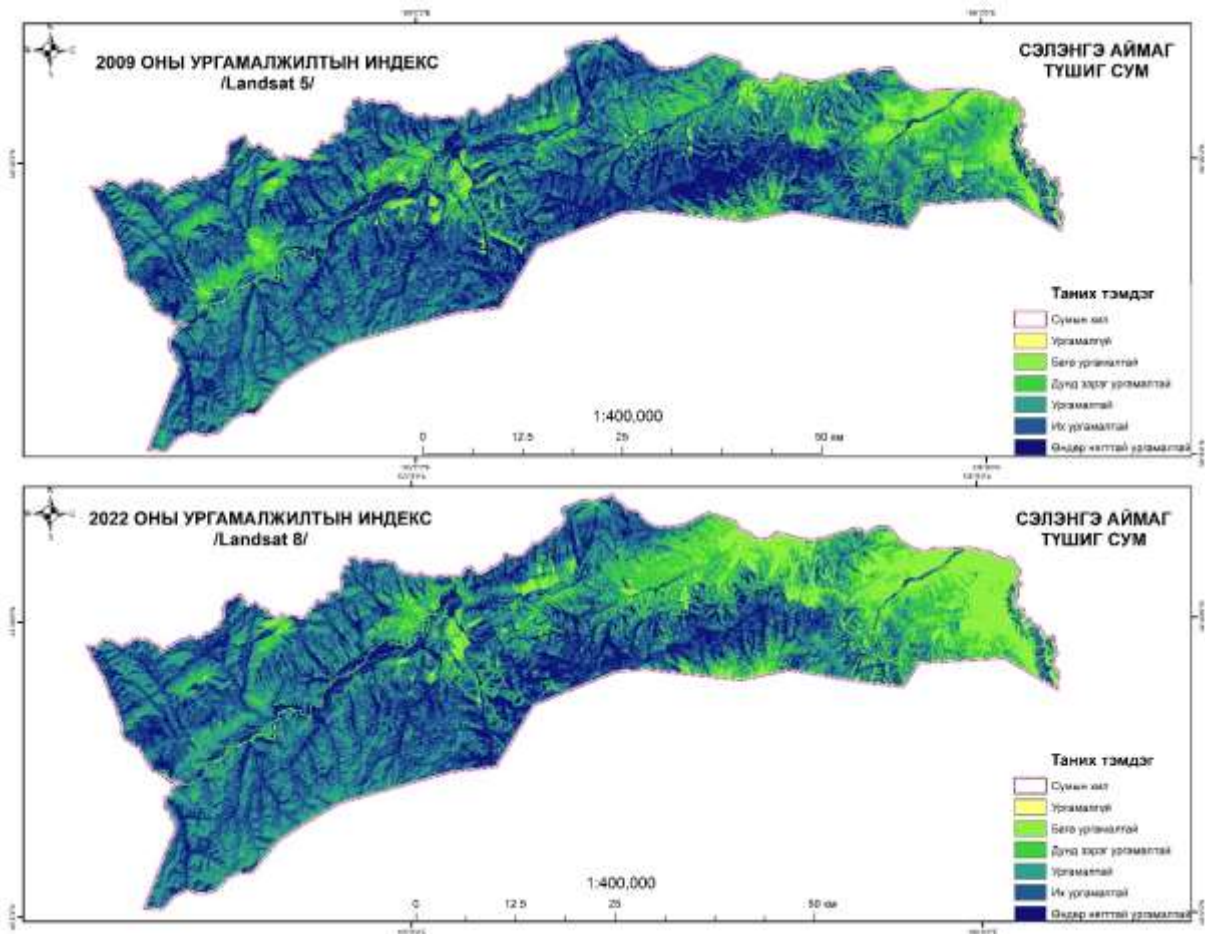 2009 ОНЫ УРГАМАЛЖИЛТЫН ИНДЕКС
/Landsat 5/
СЭЛЭНГЭ АЙМАГ
ТҮШИГ СУМ
Таних тэмдэг
Сумын хил
Ургамалгүй
Бага ургамалтай
Дунд зэрэг ургамалтай
Ургамалтай
Их ургамалтай
Өндөр нягттай ургамалтай
1:400,000
0 12.5 25 50 км
2022 ОНЫ УРГАМАЛЖИЛТЫН ИНДЕКС
/Landsat 8/
СЭЛЭНГЭ АЙМАГ
ТҮШИГ СУМ
Таних тэмдэг
Сумын хил
Ургамалгүй
Бага ургамалтай
Дунд зэрэг ургамалтай
Ургамалтай
Их ургамалтай
Өндөр нягттай ургамалтай
1:400,000
0 12.5 25 50 км